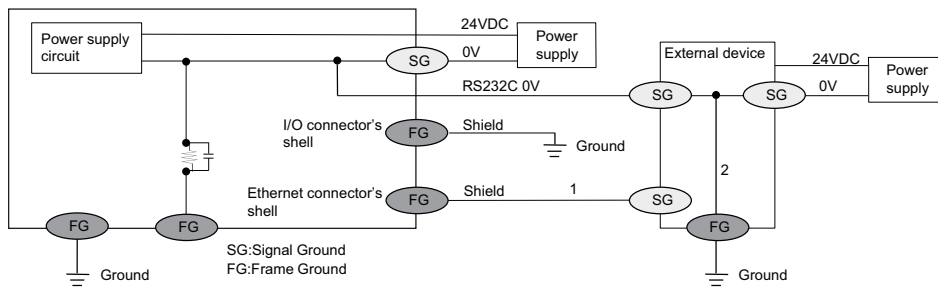 24VDC
Power supply
circuit
Power
supply
SG
0V
External device
24VDC
Power
supply
RS232C 0V
SG
SG
0V
I/O connector's
shell
FG
Shield
Ground
2
Ethernet connector's
shell
FG
Shield
1
SG
FG
FG
FG
SG:Signal Ground
FG:Frame Ground
Ground
Ground